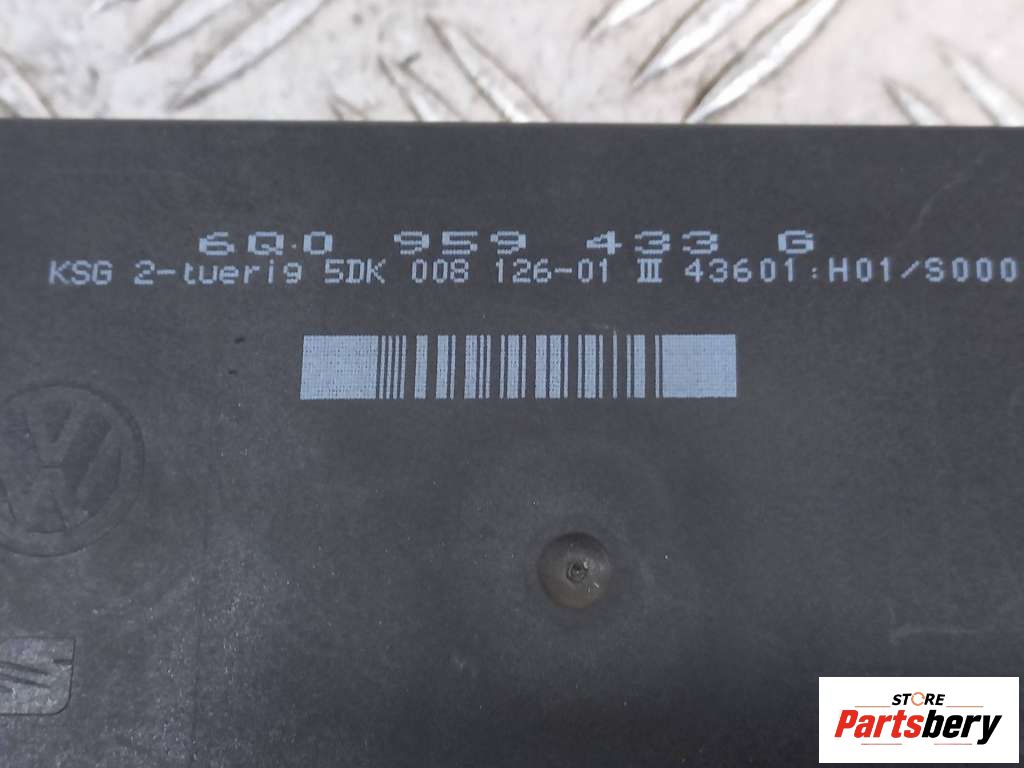 6Q0 959 433 G
KSG 2-tuerig 5DK 008 126-01 III 43601:H01/S000
STORE
Partsbery